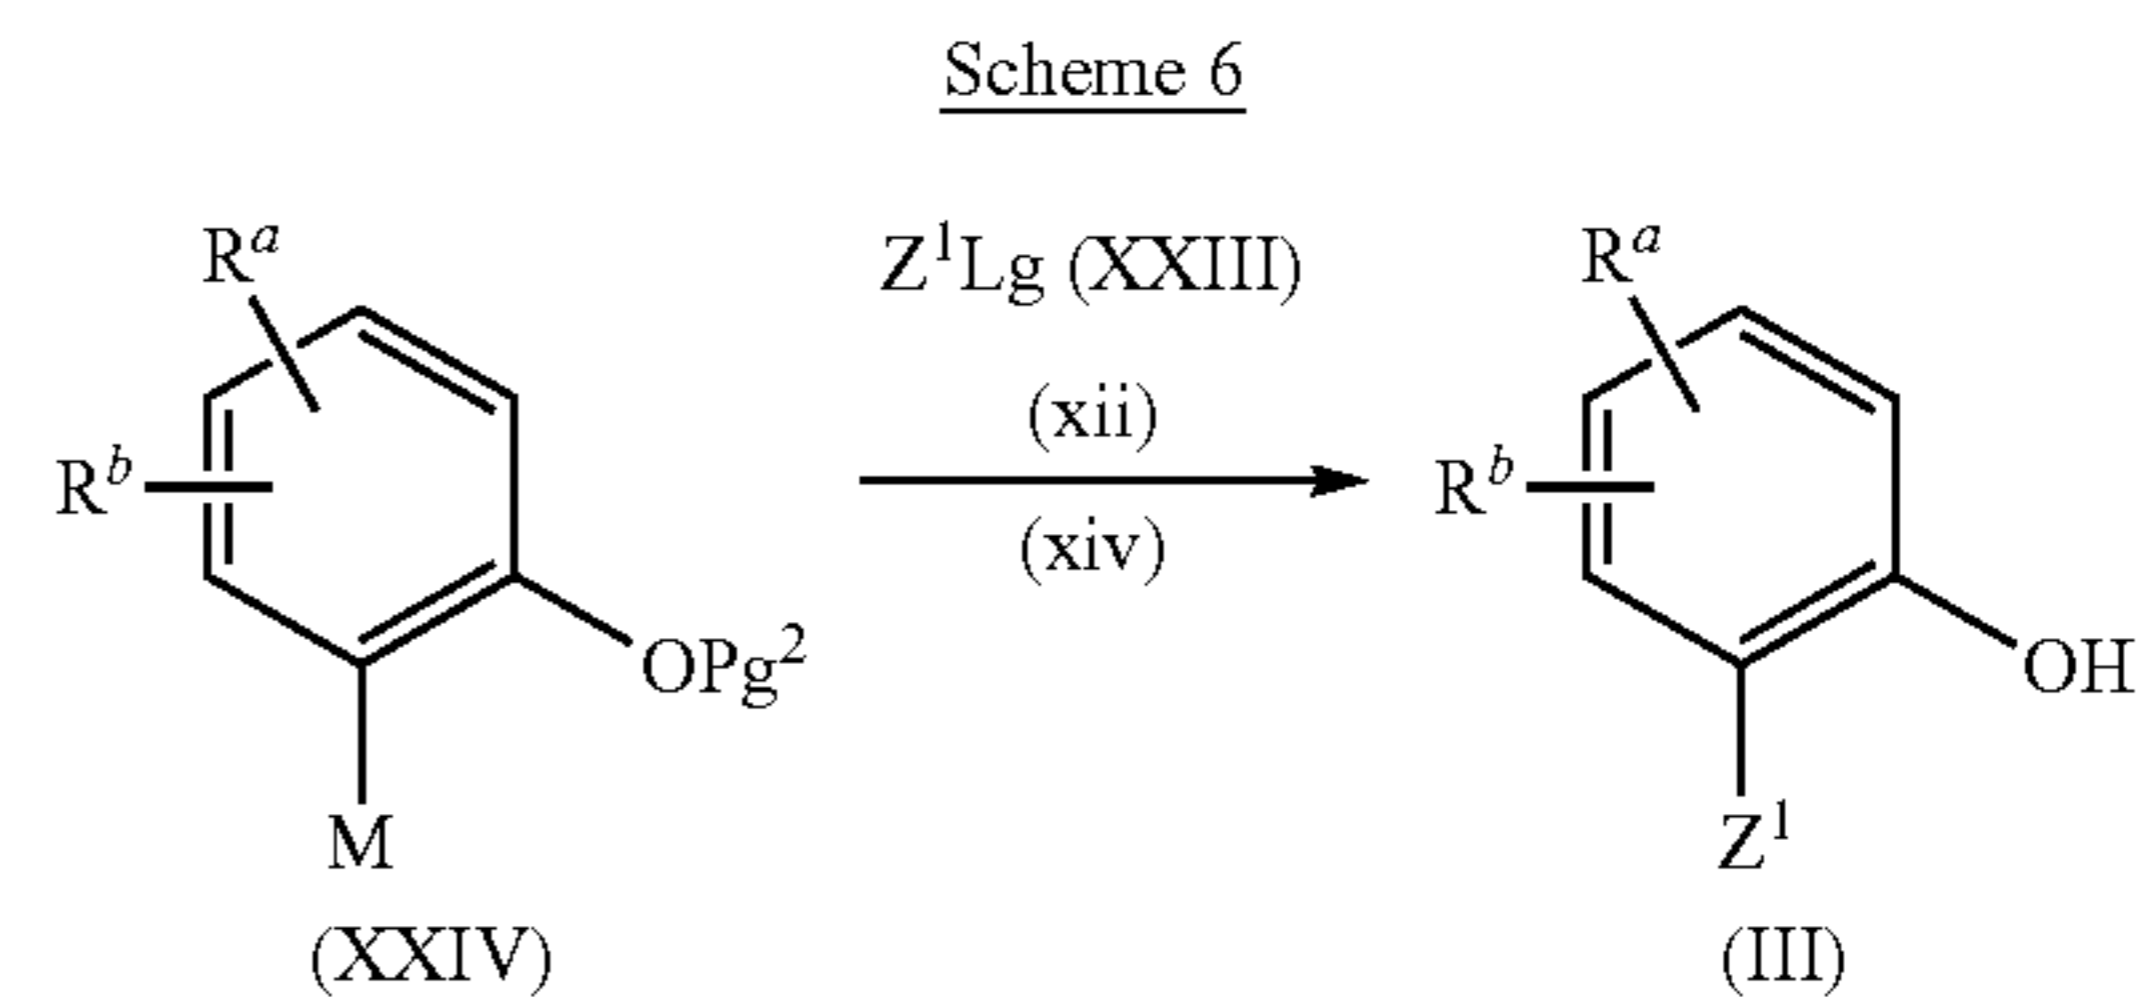 Scheme 6
Rᵃ
Z¹Lg (XXIII)
Rᵃ
(xii)
Rᵇ
Rᵇ
(xiv)
OPg²
OH
M
Z¹
(XXIV)
(III)